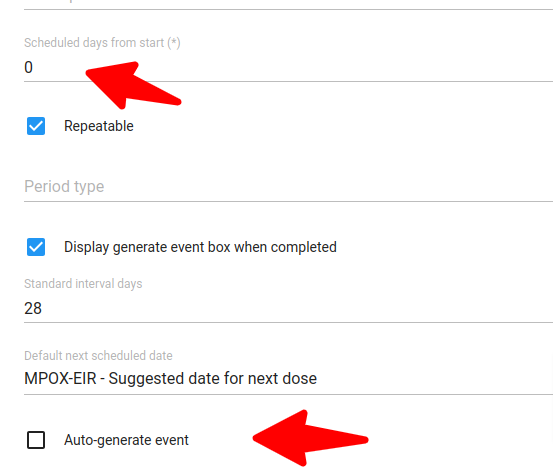 Scheduled days from start (*)
0
Repeatable
Period type
Display generate event box when completed
Standard interval days
28
Default next scheduled date
MPOX-EIR - Suggested date for next dose
Auto-generate event